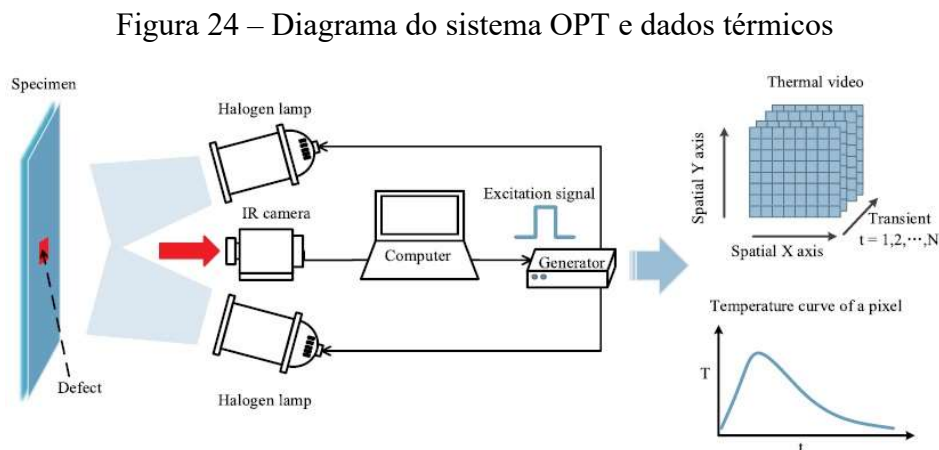 Figura 24 – Diagrama do sistema OPT e dados térmicos
Specimen
Defect
Halogen lamp
IR camera
Halogen lamp
Computer
Excitation signal
Generator
Thermal video
Spatial Y axis
Spatial X axis
Transient
t = 1,2,⋯,N
Temperature curve of a pixel
T
t